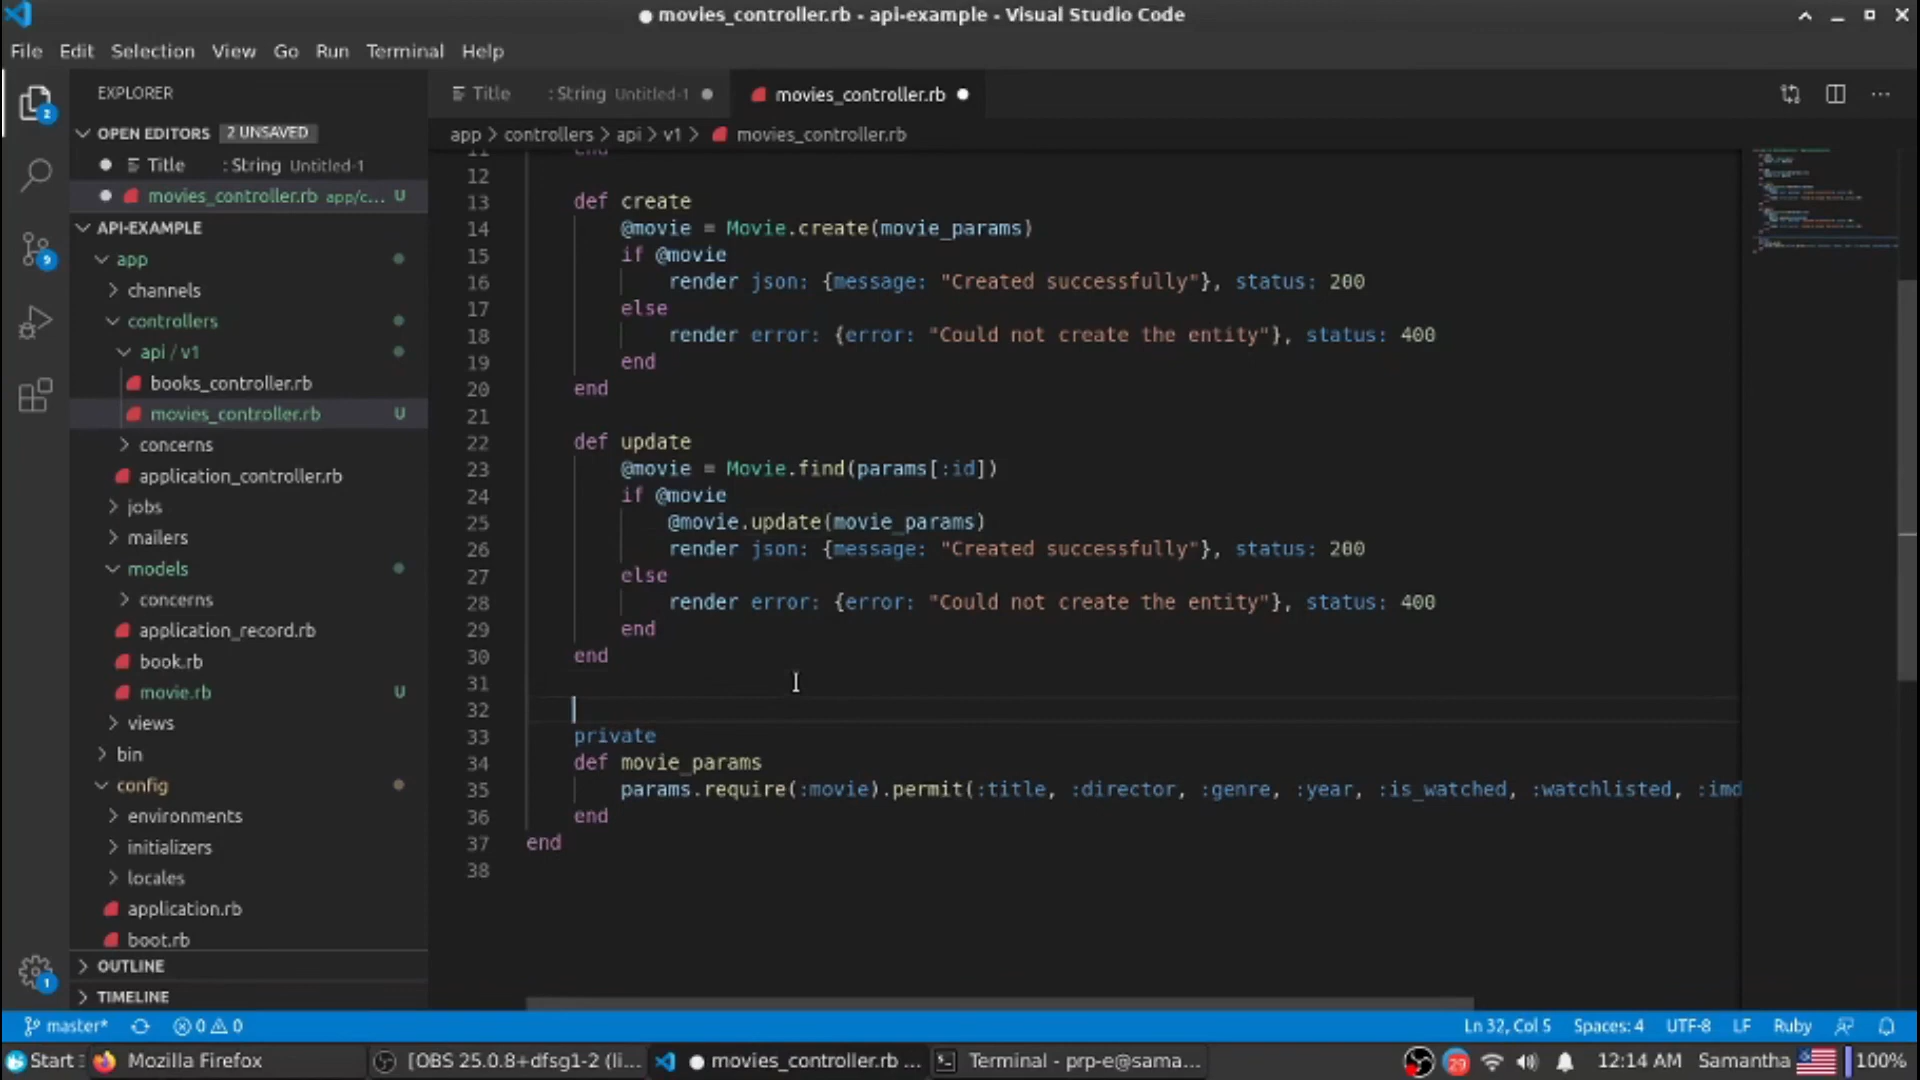 movies_controller.rb - api-example - Visual Studio Code
File Edit Selection View Go Run Terminal Help
EXPLORER
OPEN EDITORS 2 UNSAVED
Title : String Untitled-1
movies_controller.rb app/c... U
API-EXAMPLE
app
channels
controllers
api / v1
books_controller.rb
movies_controller.rb U
concerns
application_controller.rb
jobs
mailers
models
concerns
application_record.rb
book.rb
movie.rb U
views
bin
config
environments
initializers
locales
application.rb
boot.rb
OUTLINE
TIMELINE
Title : String Untitled-1 movies_controller.rb
app > controllers > api > v1 > movies_controller.rb
11 end
12
13 def create
14 @movie = Movie.create(movie_params)
15 if @movie
16 render json: {message: "Created successfully"}, status: 200
17 else
18 render error: {error: "Could not create the entity"}, status: 400
19 end
20 end
21
22 def update
23 @movie = Movie.find(params[:id])
24 if @movie
25 @movie.update(movie_params)
26 render json: {message: "Created successfully"}, status: 200
27 else
28 render error: {error: "Could not create the entity"}, status: 400
29 end
30 end
31
32
33 private
34 def movie_params
35 params.require(:movie).permit(:title, :director, :genre, :year, :is_watched, :watchlisted, :imd
36 end
37 end
38
2
9
1
master* 0 0 Ln 32, Col 5 Spaces: 4 UTF-8 LF Ruby
Start Mozilla Firefox [OBS 25.0.8+dfsg1-2 (li... movies_controller.rb ... Terminal - prp-e@sama... 29 12:14 AM Samantha 100%